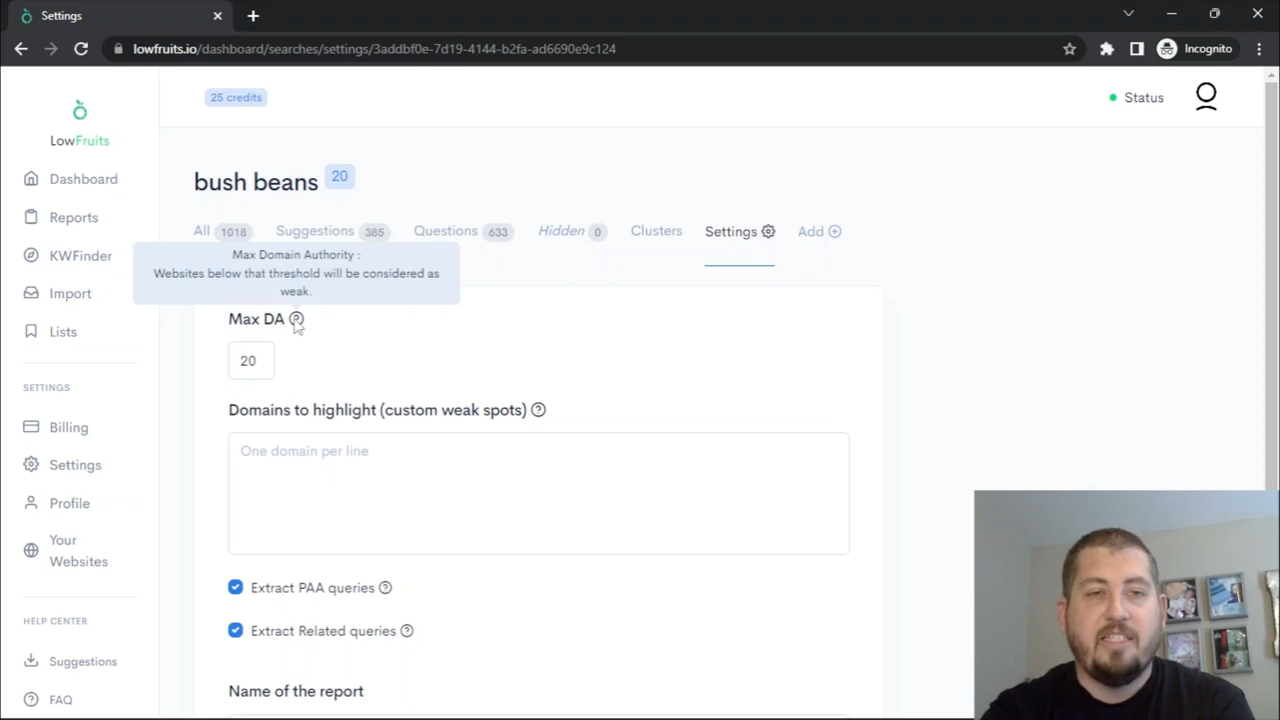 Settings
lowfruits.io/dashboard/searches/settings/3addbf0e-7d19-4144-b2fa-ad6690e9c124
Incognito
25 credits
Status
LowFruits
Dashboard
Reports
KWFinder
Import
Lists
SETTINGS
Billing
Settings
Profile
Your
Websites
HELP CENTER
Suggestions
FAQ
bush beans 20
All 1018 Suggestions 385 Questions 633 Hidden 0 Clusters Settings Add
Max Domain Authority :
Websites below that threshold will be considered as
weak.
Max DA
20
Domains to highlight (custom weak spots)
One domain per line
Extract PAA queries
Extract Related queries
Name of the report